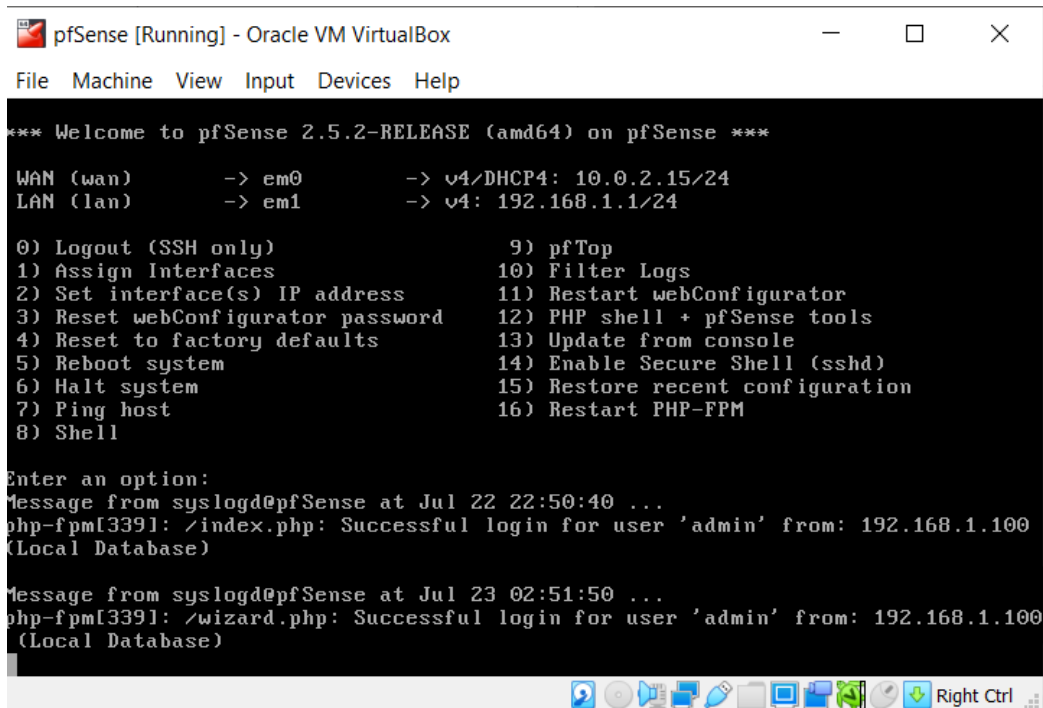 pfSense [Running] - Oracle VM VirtualBox
File Machine View Input Devices Help
*** Welcome to pfSense 2.5.2-RELEASE (amd64) on pfSense ***
WAN (wan) -> em0 -> v4/DHCP4: 10.0.2.15/24
LAN (lan) -> em1 -> v4: 192.168.1.1/24
0) Logout (SSH only) 9) pfTop
1) Assign Interfaces 10) Filter Logs
2) Set interface(s) IP address 11) Restart webConfigurator
3) Reset webConfigurator password 12) PHP shell + pfSense tools
4) Reset to factory defaults 13) Update from console
5) Reboot system 14) Enable Secure Shell (sshd)
6) Halt system 15) Restore recent configuration
7) Ping host 16) Restart PHP-FPM
8) Shell
Enter an option:
Message from syslogd@pfSense at Jul 22 22:50:40 ...
php-fpm[339]: /index.php: Successful login for user 'admin' from: 192.168.1.100
(Local Database)
Message from syslogd@pfSense at Jul 23 02:51:50 ...
php-fpm[339]: /wizard.php: Successful login for user 'admin' from: 192.168.1.100
(Local Database)
Right Ctrl